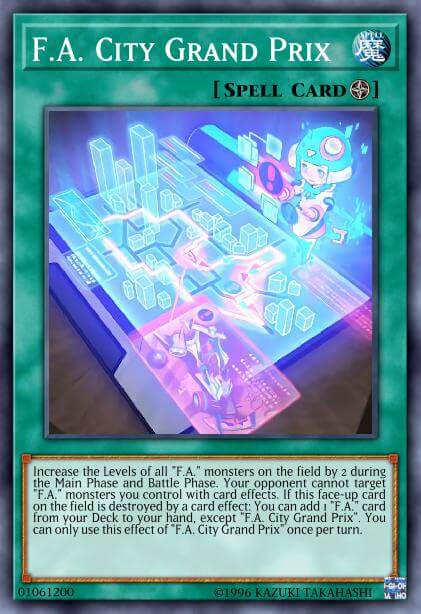 F.A. City Grand Prix
SPELL
魔
[SPELL CARD]
Increase the Levels of all "F.A." monsters on the field by 2 during
the Main Phase and Battle Phase. Your opponent cannot target
"F.A." monsters you control with card effects. If this face-up card
on the field is destroyed by a card effect: You can add 1 "F.A."
card from your Deck to your hand, except "F.A. City Grand Prix". You
can only use this effect of "F.A. City Grand Prix" once per turn.
01061200
©1996 KAZUKI TAKAHASHI